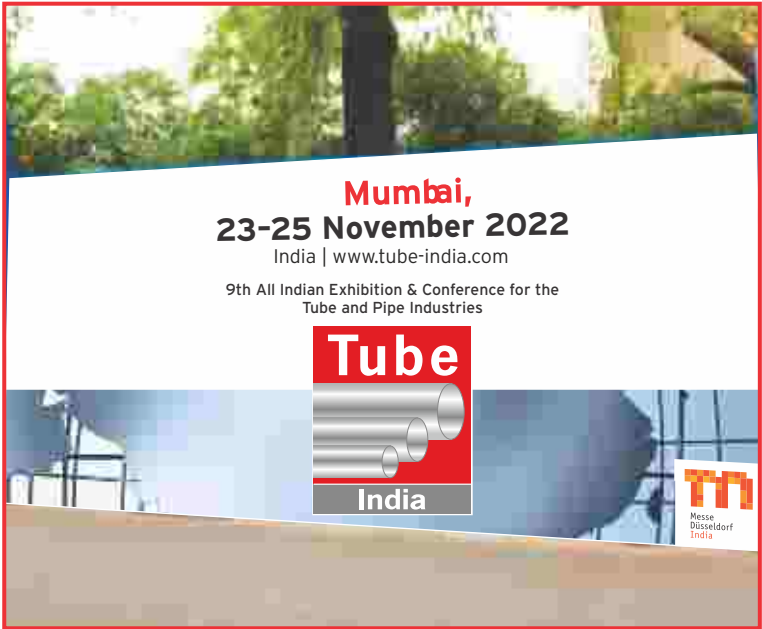 Mumbai,
23-25 November 2022
India | www.tube-india.com
9th All Indian Exhibition & Conference for the
Tube and Pipe Industries
Tube
India
Messe
Düsseldorf
India